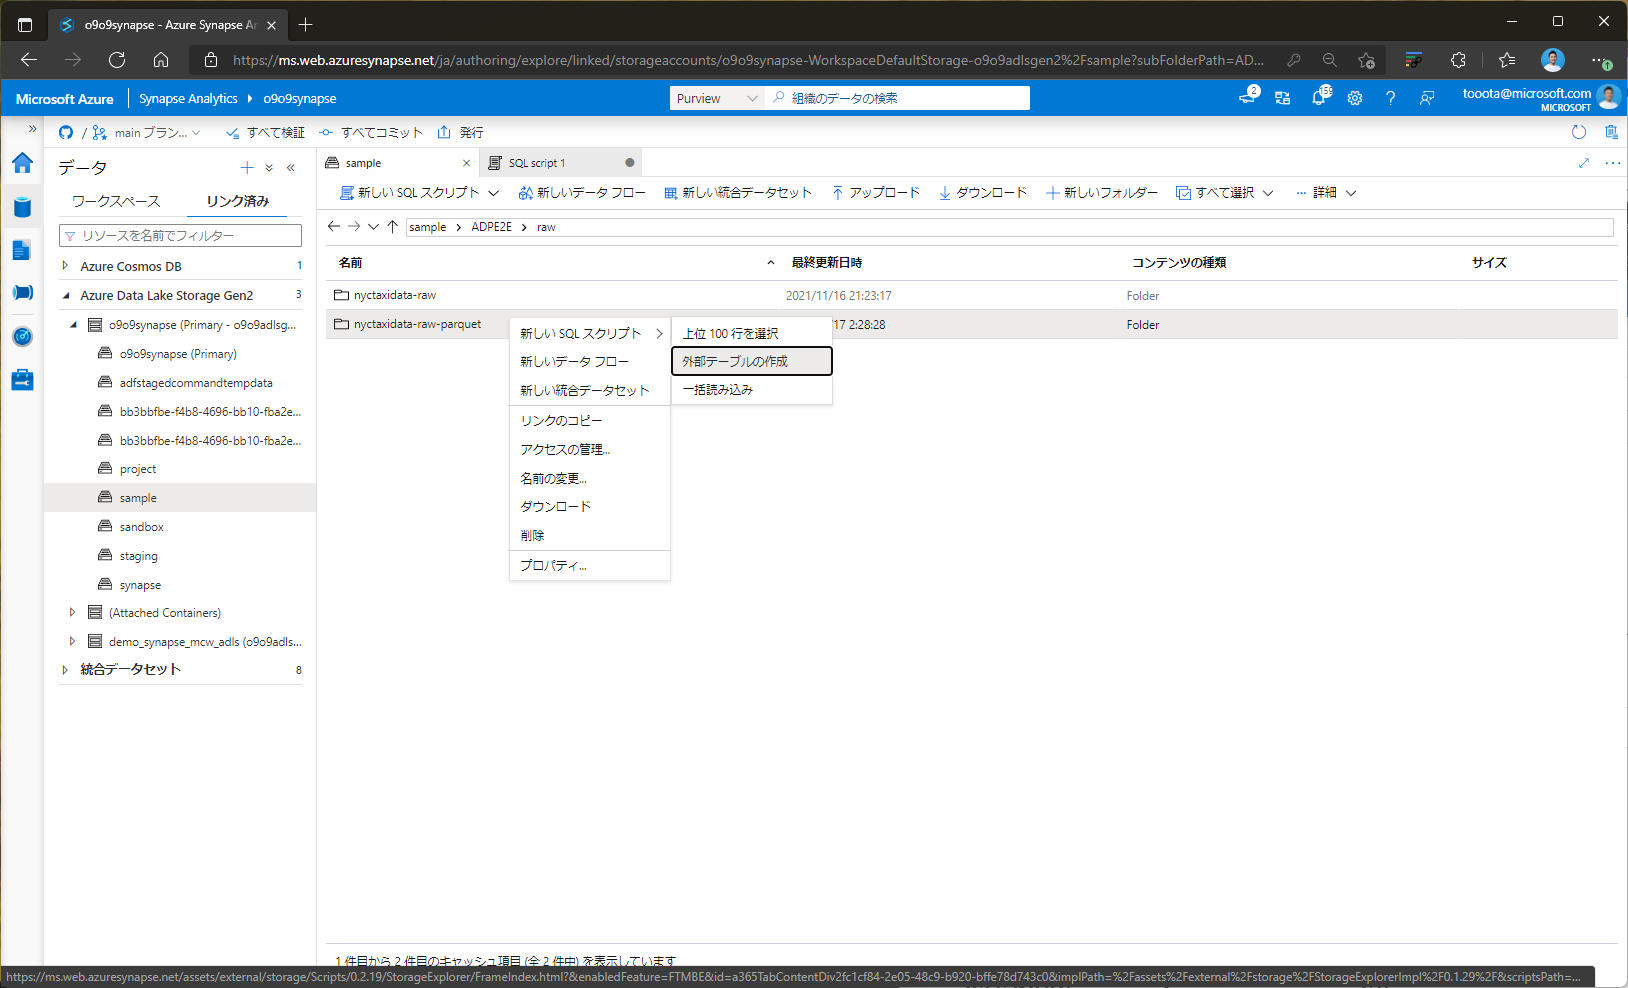 o9o9synapse - Azure Synapse An
https://ms.web.azuresynapse.net/ja/authoring/explore/linked/storageaccounts/o9o9synapse-WorkspaceDefaultStorage-o9o9adlsgen2%2Fsample?subFolderPath=AD...
Microsoft Azure
Synapse Analytics
o9o9synapse
Purview
組織のデータの検索
2
159
tooota@microsoft.com
MICROSOFT
/ main ブラン...
すべて検証
すべてコミット
発行
データ
ワークスペース
リンク済み
リソースを名前でフィルター
Azure Cosmos DB 1
Azure Data Lake Storage Gen2 3
o9o9synapse (Primary - o9o9adlsg...
o9o9synapse (Primary)
adfstagedcommandtempdata
bb3bbfbe-f4b8-4696-bb10-fba2e...
bb3bbfbe-f4b8-4696-bb10-fba2e...
project
sample
sandbox
staging
synapse
(Attached Containers)
demo_synapse_mcw_adls (o9o9adls...
統合データセット 8
sample
SQL script 1
新しい SQL スクリプト
新しいデータ フロー
新しい統合データセット
アップロード
ダウンロード
新しいフォルダー
すべて選択
詳細
sample > ADPE2E > raw
名前 最終更新日時 コンテンツの種類 サイズ
nyctaxidata-raw 2021/11/16 21:23:17 Folder
nyctaxidata-raw-parquet 17 2:28:28 Folder
新しい SQL スクリプト
新しいデータ フロー
新しい統合データセット
リンクのコピー
アクセスの管理...
名前の変更...
ダウンロード
削除
プロパティ...
上位 100 行を選択
外部テーブルの作成
一括読み込み
1 件目から 2 件目のキャッシュ項目 (全 2 件中) を表示しています
https://ms.web.azuresynapse.net/assets/external/storage/Scripts/0.2.19/StorageExplorer/FrameIndex.html?&enabledFeature=FTMBE&id=a365TabContentDiv2fc1cf84-2e05-48c9-b920-bffe78d743c0&implPath=%2Fassets%2Fexternal%2Fstorage%2FStorageExplorerImpl%2F0.1.29%2F&scriptsPath=...